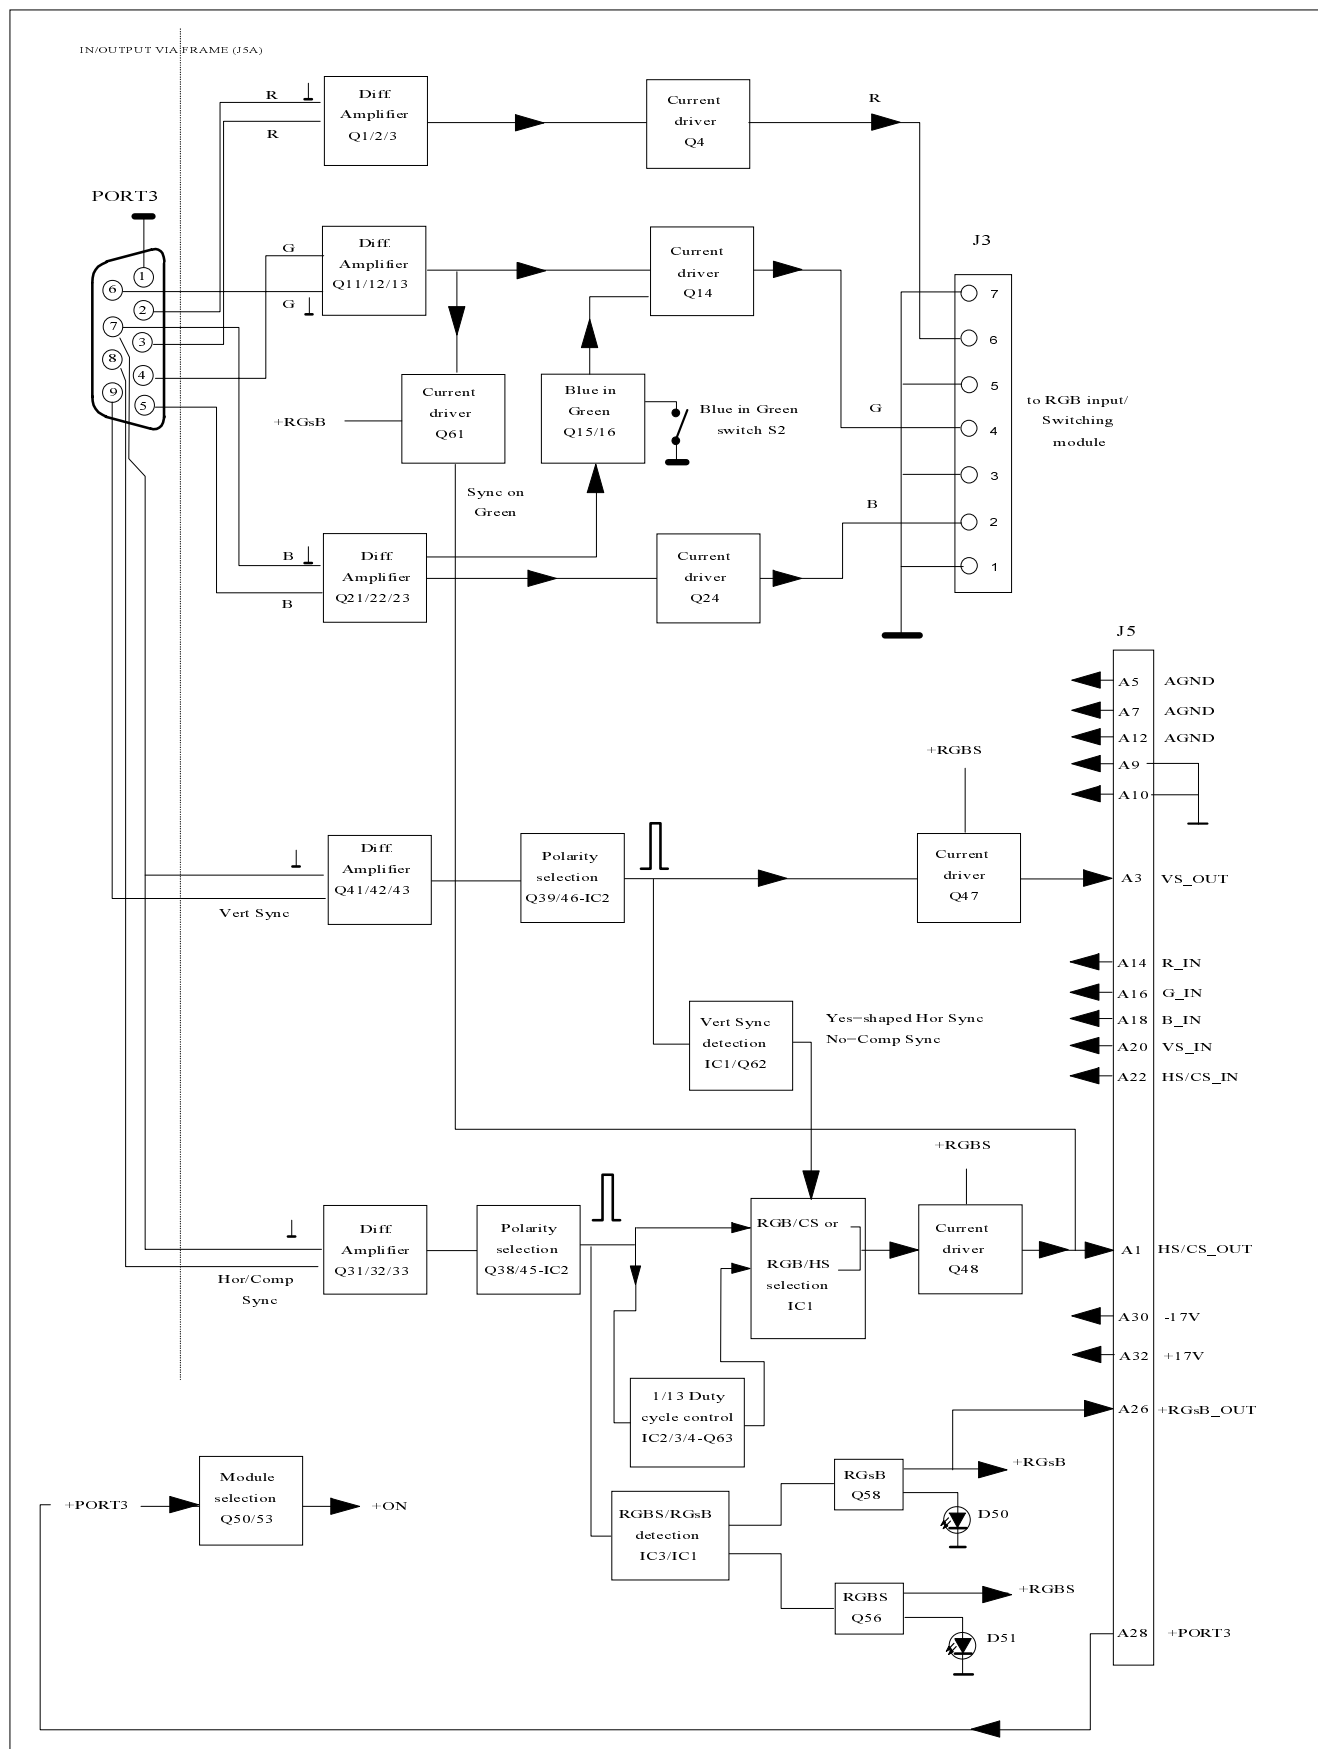 IN/OUTPUT VIA FRAME (J5A)
R
R
Diff.
Amplifier
Q1/2/3
Current
driver
Q4
R
PORT3
1
6
2
7
3
8
4
9
5
G
G
Diff.
Amplifier
Q11/12/13
Current
driver
Q14
J3
7
6
5
4
3
2
1
G
to RGB input/
Switching
module
+RGsB
Current
driver
Q61
Blue in
Green
Q15/16
Blue in Green
switch S2
Sync on
Green
B
B
B
Diff.
Amplifier
Q21/22/23
Current
driver
Q24
J5
A5 AGND
A7 AGND
A12 AGND
A9
A10
+RGBS
Vert Sync
Diff.
Amplifier
Q41/42/43
Polarity
selection
Q39/46-IC2
Current
driver
Q47
A3 VS_OUT
A14 R_IN
A16 G_IN
A18 B_IN
A20 VS_IN
A22 HS/CS_IN
Vert Sync
detection
IC1/Q62
Yes−shaped Hor Sync
No−Comp Sync
+RGBS
Hor/Comp
Sync
Diff.
Amplifier
Q31/32/33
Polarity
selection
Q38/45-IC2
RGB/CS or
RGB/HS
selection
IC1
Current
driver
Q48
A1 HS/CS_OUT
A30 -17V
A32 +17V
1/13 Duty
cycle control
IC2/3/4-Q63
A26 +RGsB_OUT
+PORT3
Module
selection
Q50/53
+ON
RGBS/RGsB
detection
IC3/IC1
RGsB
Q58
+RGsB
D50
RGBS
Q56
+RGBS
D51
A28 +PORT3